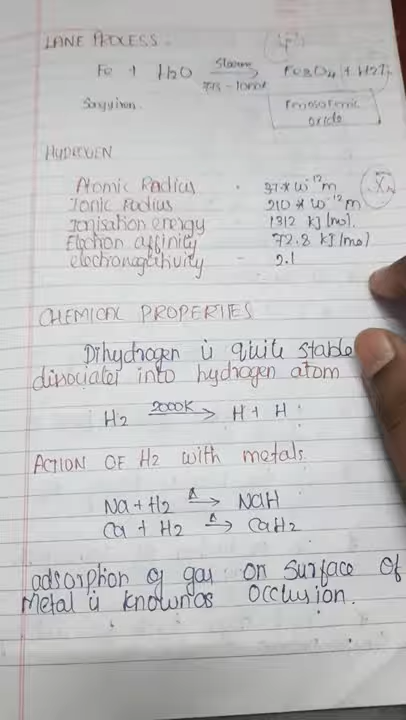 LANE PROCESS.
Fe + H2O Steam → Fe3O4 + H2↑
773 - 1000K
Ferrosoferric
oxide
HYDROGEN
Atomic Radius - 37 * 10⁻¹² m
Ionic radius 210 * 10⁻¹² m
Ionisation energy 1312 kJ/mol.
Electron affinity 72.8 kJ/mol
electronegativity - 2.1
CHEMICAL PROPERTIES
Dihydrogen is quite stable
dissociates into hydrogen atom
H2 2000K → H + H
ACTION OF H2 with metals
Na + H2 Δ→ NaH
Ca + H2 Δ→ CaH2
adsorption of gas on surface of
Metal is known as occlusion.